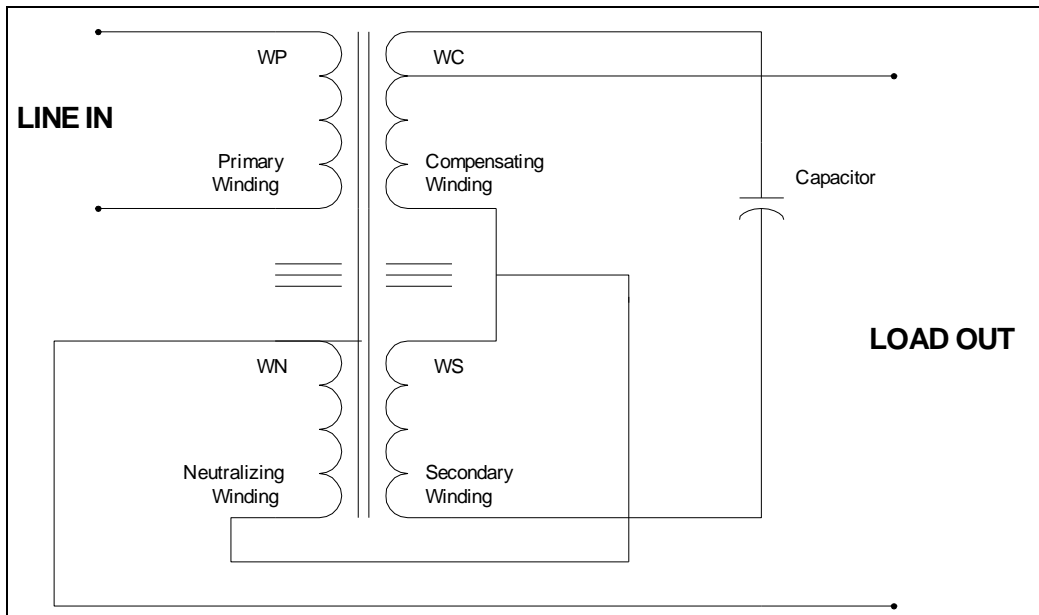 WP
WC
LINE IN
Primary
Winding
Compensating
Winding
Capacitor
LOAD OUT
WN
WS
Neutralizing
Winding
Secondary
Winding